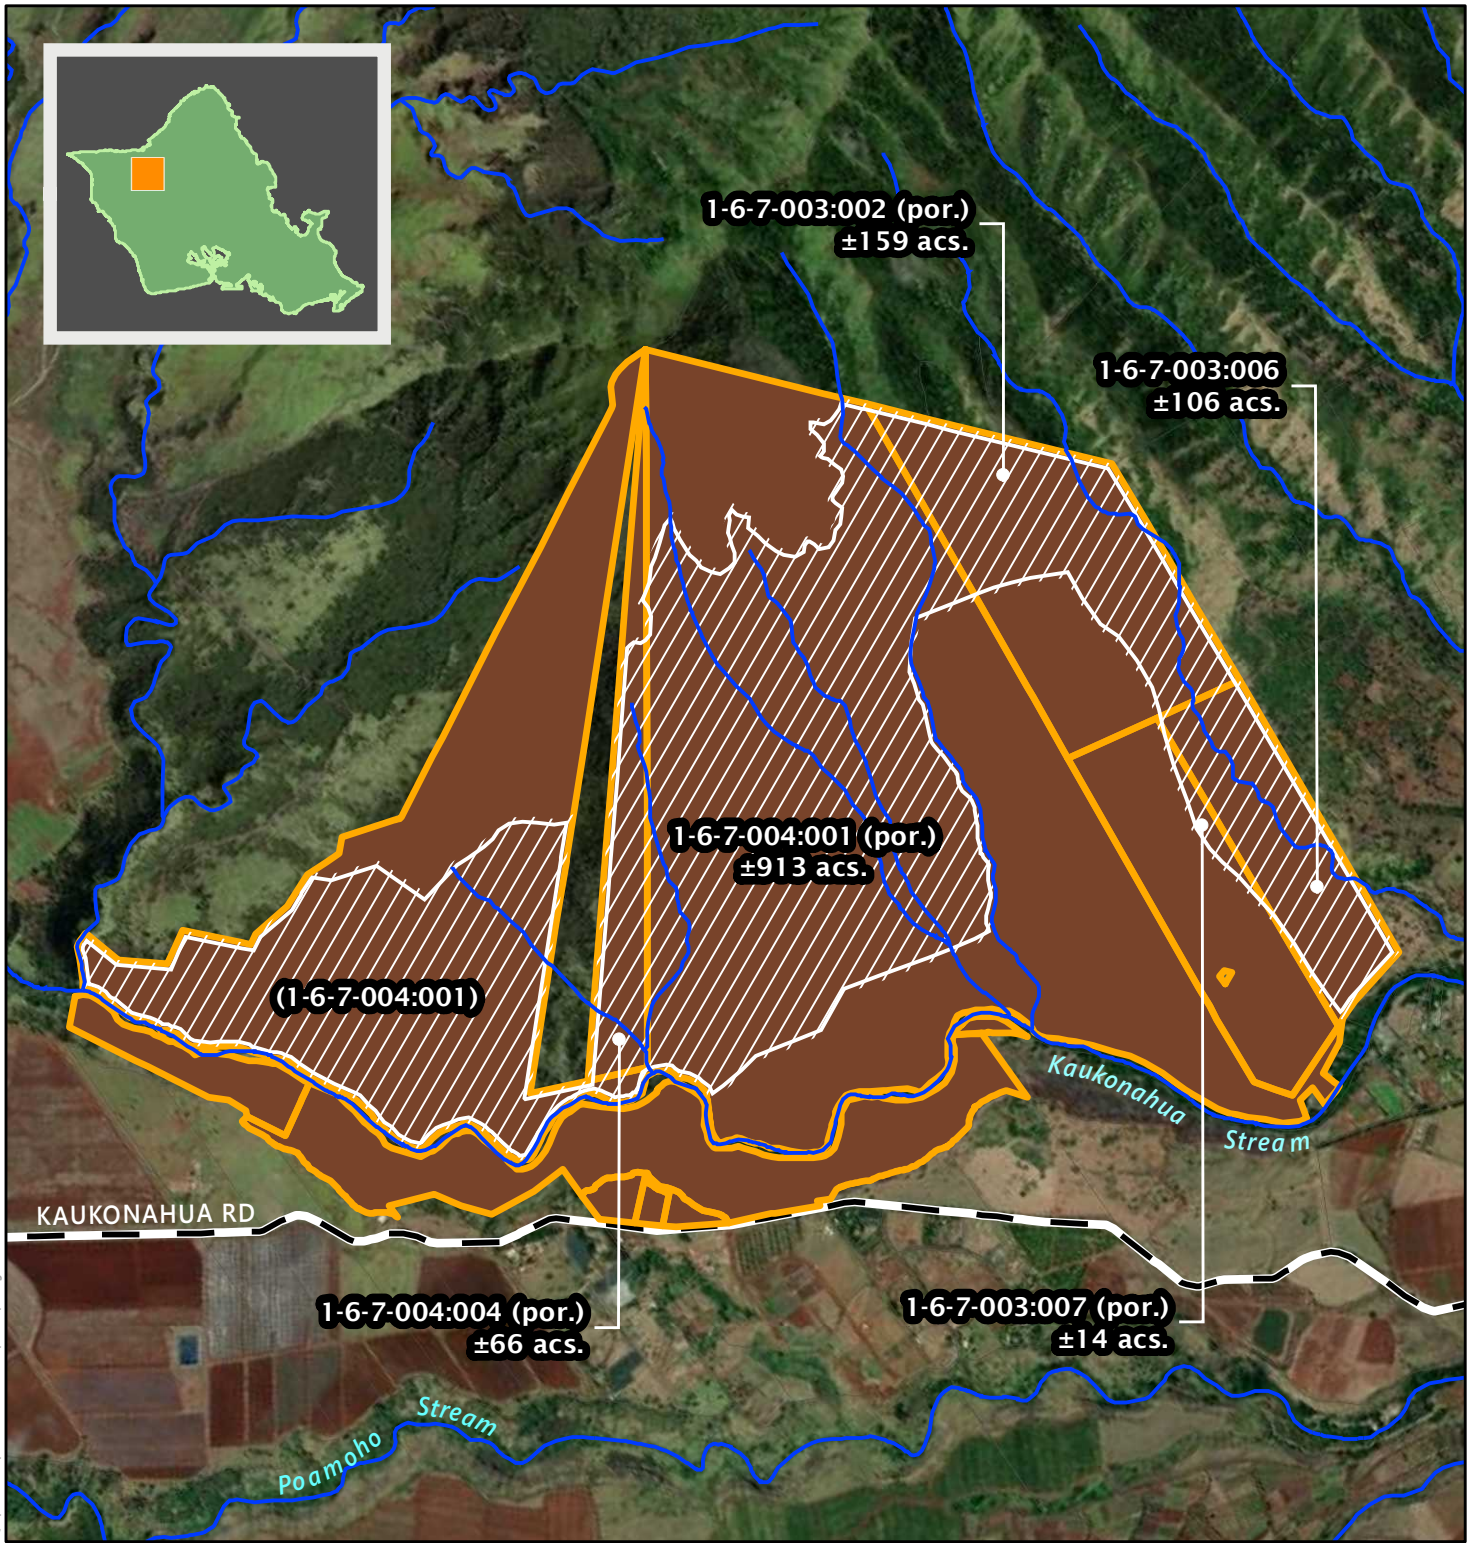 1-6-7-003:002 (por.)
±159 acs.
1-6-7-003:006
±106 acs.
1-6-7-004:001 (por.)
±913 acs.
(1-6-7-004:001)
Kaukonahua
Stream
KAUKONAHUA RD
1-6-7-004:004 (por.)
±66 acs.
1-6-7-003:007 (por.)
±14 acs.
Poamoho
Stream